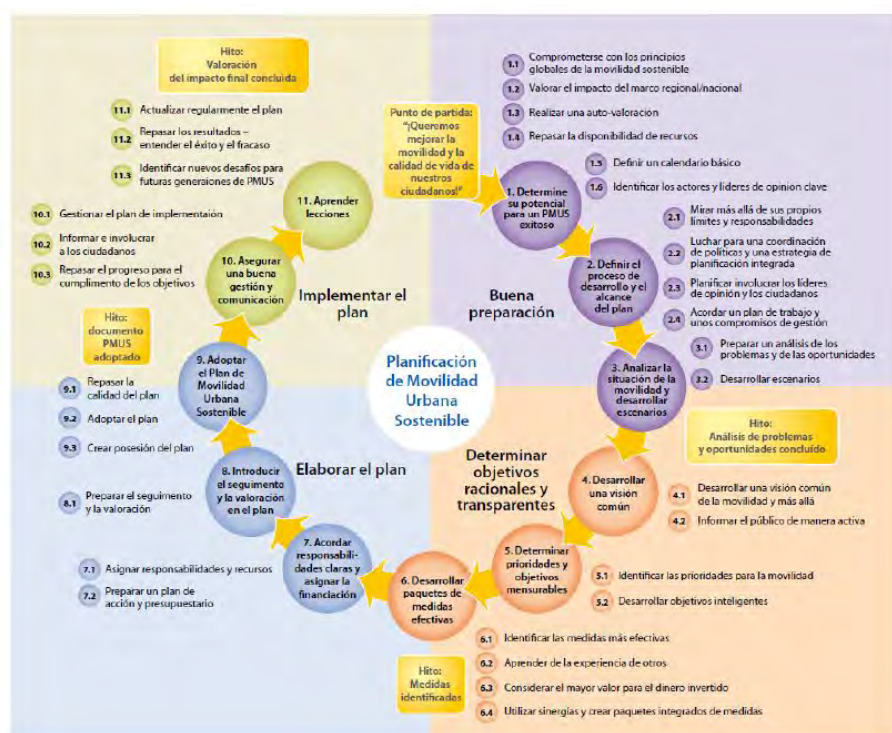 Punto de partida:
"¡Queremos
mejorar la
movilidad y la
calidad de vida de
nuestros
ciudadanos!"
1. Determine
su potencial
para un PMUS
exitoso
1.1 Comprometerse con los principios
globales de la movilidad sostenible
1.2 Valorar el impacto del marco regional/nacional
1.3 Realizar una auto-valoración
1.4 Repasar la disponibilidad de recursos
1.5 Definir un calendario básico
1.6 Identificar los actores y líderes de opinion clave
2. Definir el
proceso de
desarrollo y el
alcance
del plan
2.1 Mirar más allá de sus propios
límites y responsabilidades
2.2 Luchar para una coordinación
de políticas y una estrategia de
planificación integrada
2.3 Planificar involucrar los líderes
de opinión y los ciudadanos
2.4 Acordar un plan de trabajo y
unos compromisos de gestión
3. Analizar la
situación de la
movilidad y
desarrollar
escenarios
3.1 Preparar un análisis de los
problemas y de las oportunidades
3.2 Desarrollar escenarios
Buena
preparación
Hito:
Análisis de problemas
y oportunidades concluído
Determinar
objetivos
racionales y
transparentes
4. Desarrollar
una visión
común
4.1 Desarrollar una visión común
de la movilidad y más allá
4.2 Informar el público de manera activa
5. Determinar
prioridades y
objetivos
mensurables
5.1 Identificar las prioridades para la movilidad
5.2 Desarrollar objetivos inteligentes
6. Desarrollar
paquetes de
medidas
efectivas
6.1 Identificar las medidas más efectivas
6.2 Aprender de la experiencia de otros
6.3 Considerar el mayor valor para el dinero invertido
6.4 Utilizar sinergías y crear paquetes integrados de medidas
Hito:
Medidas
identificadas
Elaborar el plan
7. Acordar
responsabili-
dades claras y
asignar la
financiación
7.1 Asignar responsabilidades y recursos
7.2 Preparar un plan de
acción y presupuestario
8. Introducir
el seguimento
y la valoración
en el plan
8.1 Preparar el seguimento
y la valoración
9. Adoptar
el Plan de
Movilidad
Urbana
Sostenible
9.1 Repasar la
calidad del plan
9.2 Adoptar el plan
9.3 Crear posesión del plan
Hito:
documento
PMUS
adoptado
Implementar el
plan
10. Asegurar
una buena
gestión y
comunicación
10.1 Gestionar el plan de implementaión
10.2 Informar e involucrar
a los ciudadanos
10.3 Repasar el progreso para el
cumplimento de los objetivos
11. Aprender
lecciones
11.1 Actualizar regularmente el plan
11.2 Repasar los resultados –
entender el éxito y el fracaso
11.3 Identificar nuevos desafíos para
futuras generaiones de PMUS
Hito:
Valoración
del impacto final concluida
Planificación
de Movilidad
Urbana
Sostenible